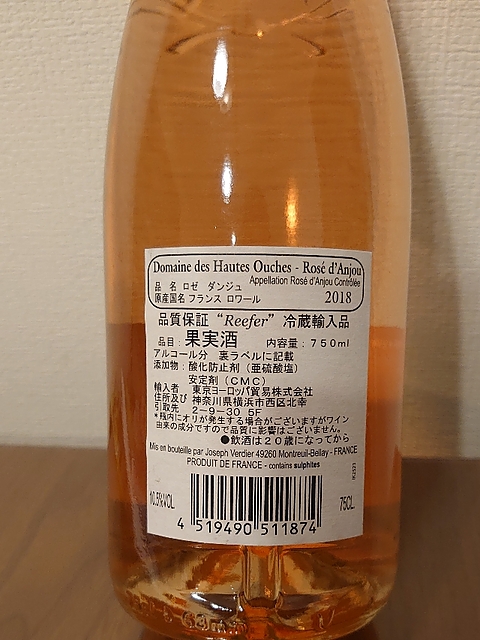 Domaine des Hautes Ouches - Rosé d'Anjou
Appellation Rosé d'Anjou Contrôlée
品 名 ロゼ ダンジュ
原産国名 フランス ロワール 2018
品質保証 "Reefer" 冷蔵輸入品
品目：果実酒 内容量：７５０ml
アルコール分 裏ラベルに記載
添加物：酸化防止剤（亜硫酸塩）
安定剤（ＣＭＣ）
輸入者 東京ヨーロッパ貿易株式会社
住所及び 神奈川県横浜市西区北幸
引取先 ２－９－３０ ５Ｆ
＊瓶内にオリが発生する場合がございますがワイン
由来の成分ですので品質に影響はございません。
●飲酒は２０歳になってから
Mis en bouteille par Joseph Verdier 49260 Montreuil-Bellay - FRANCE
PRODUCE OF FRANCE - contains sulphites
10.5%VOL. 75CL.
4 519490 511874